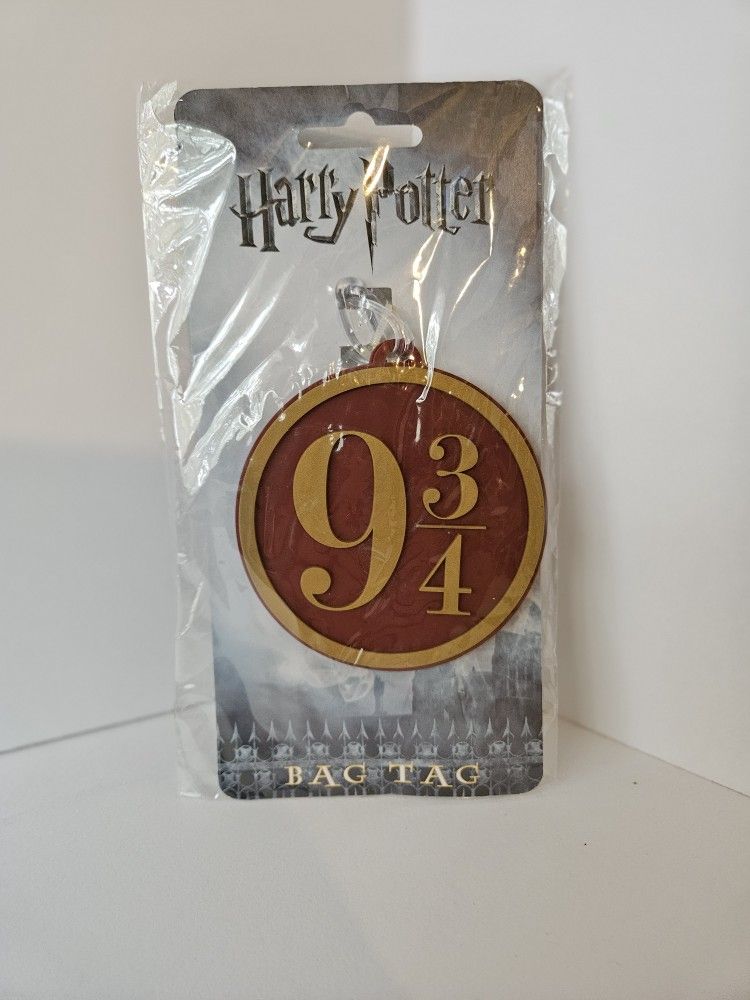 Harry Potter
9 3/4
BAG TAG